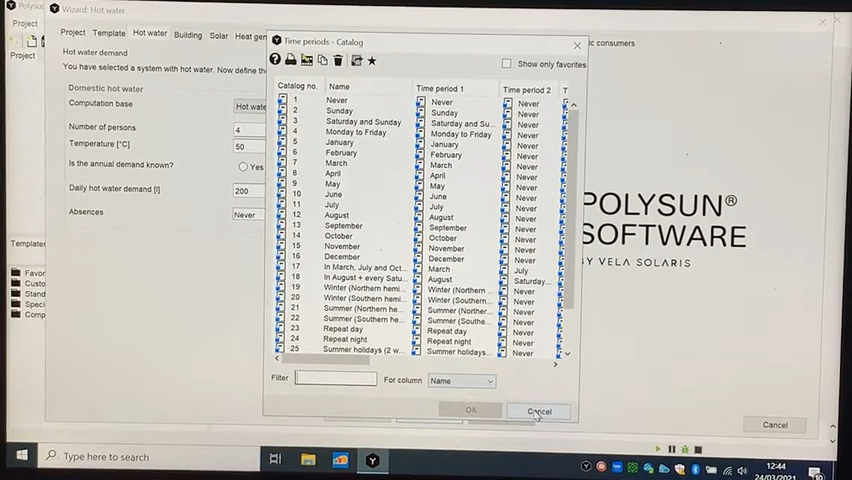 Polysun
Wizard: Hot water
Project
Project Template Hot water Building Solar Heat gen
Project
Hot water demand
You have selected a system with hot water. Now define the
Domestic hot water
Computation base
Hot wate
Number of persons
4
Temperature [°C]
50
Is the annual demand known?
Yes
Daily hot water demand [l]
200
Absences
Never
Templates
Favor
Custo
Stand
Speci
Comp
Time periods - Catalog
Show only favorites
Catalog no. Name Time period 1 Time period 2 T
1 Never Never Never
2 Sunday Sunday Never
3 Saturday and Sunday Saturday and Su... Never
4 Monday to Friday Monday to Friday Never
5 January January Never
6 February February Never
7 March March Never
8 April April Never
9 May May Never
10 June June Never
11 July July Never
12 August August Never
13 September September Never
14 October October Never
15 November November Never
16 December December Never
17 In March, July and Oct... March July
18 In August + every Satu... August Saturday...
19 Winter (Northern hemi... Winter (Northern ... Never
20 Winter (Southern hemi... Winter (Southern... Never
21 Summer (Northern he... Summer (Norther... Never
22 Summer (Southern he... Summer (Southe... Never
23 Repeat day Repeat day Never
24 Repeat night Repeat night Never
25 Summer holidays (2 w... Summer holidays... Never
Filter
For column
Name
OK
Cancel
ic consumers
POLYSUN®
SOFTWARE
BY VELA SOLARIS
Cancel
Type here to search
12:44
24/03/2021